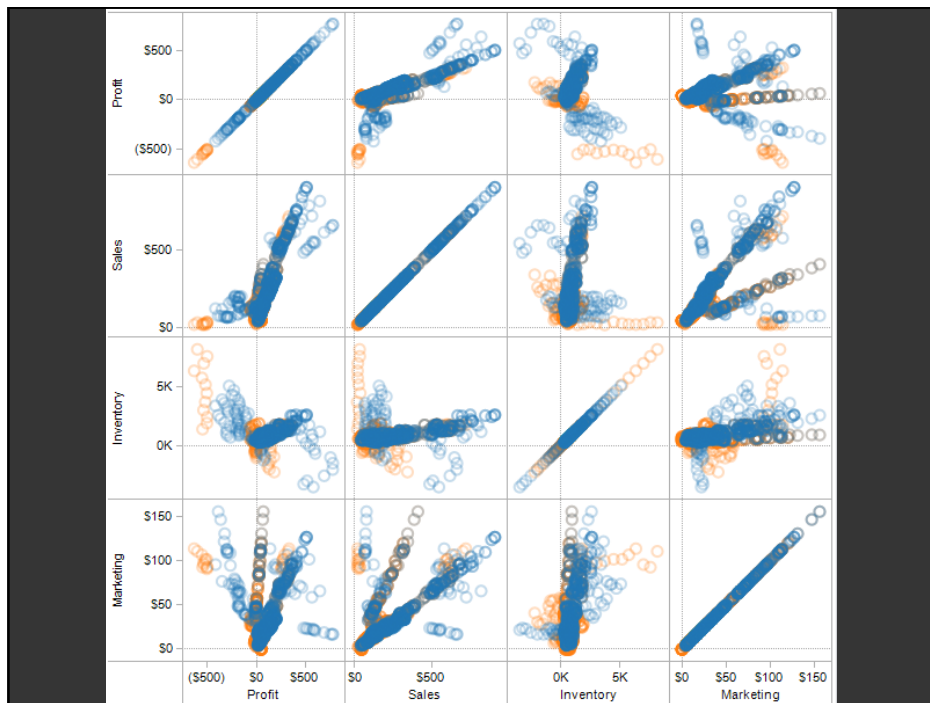 Profit
$500
$0
($500)
Sales
$500
$0
Inventory
5K
0K
Marketing
$150
$100
$50
$0
($500) $0 $500 $0 $500 0K 5K $0 $50 $100 $150
Profit Sales Inventory Marketing